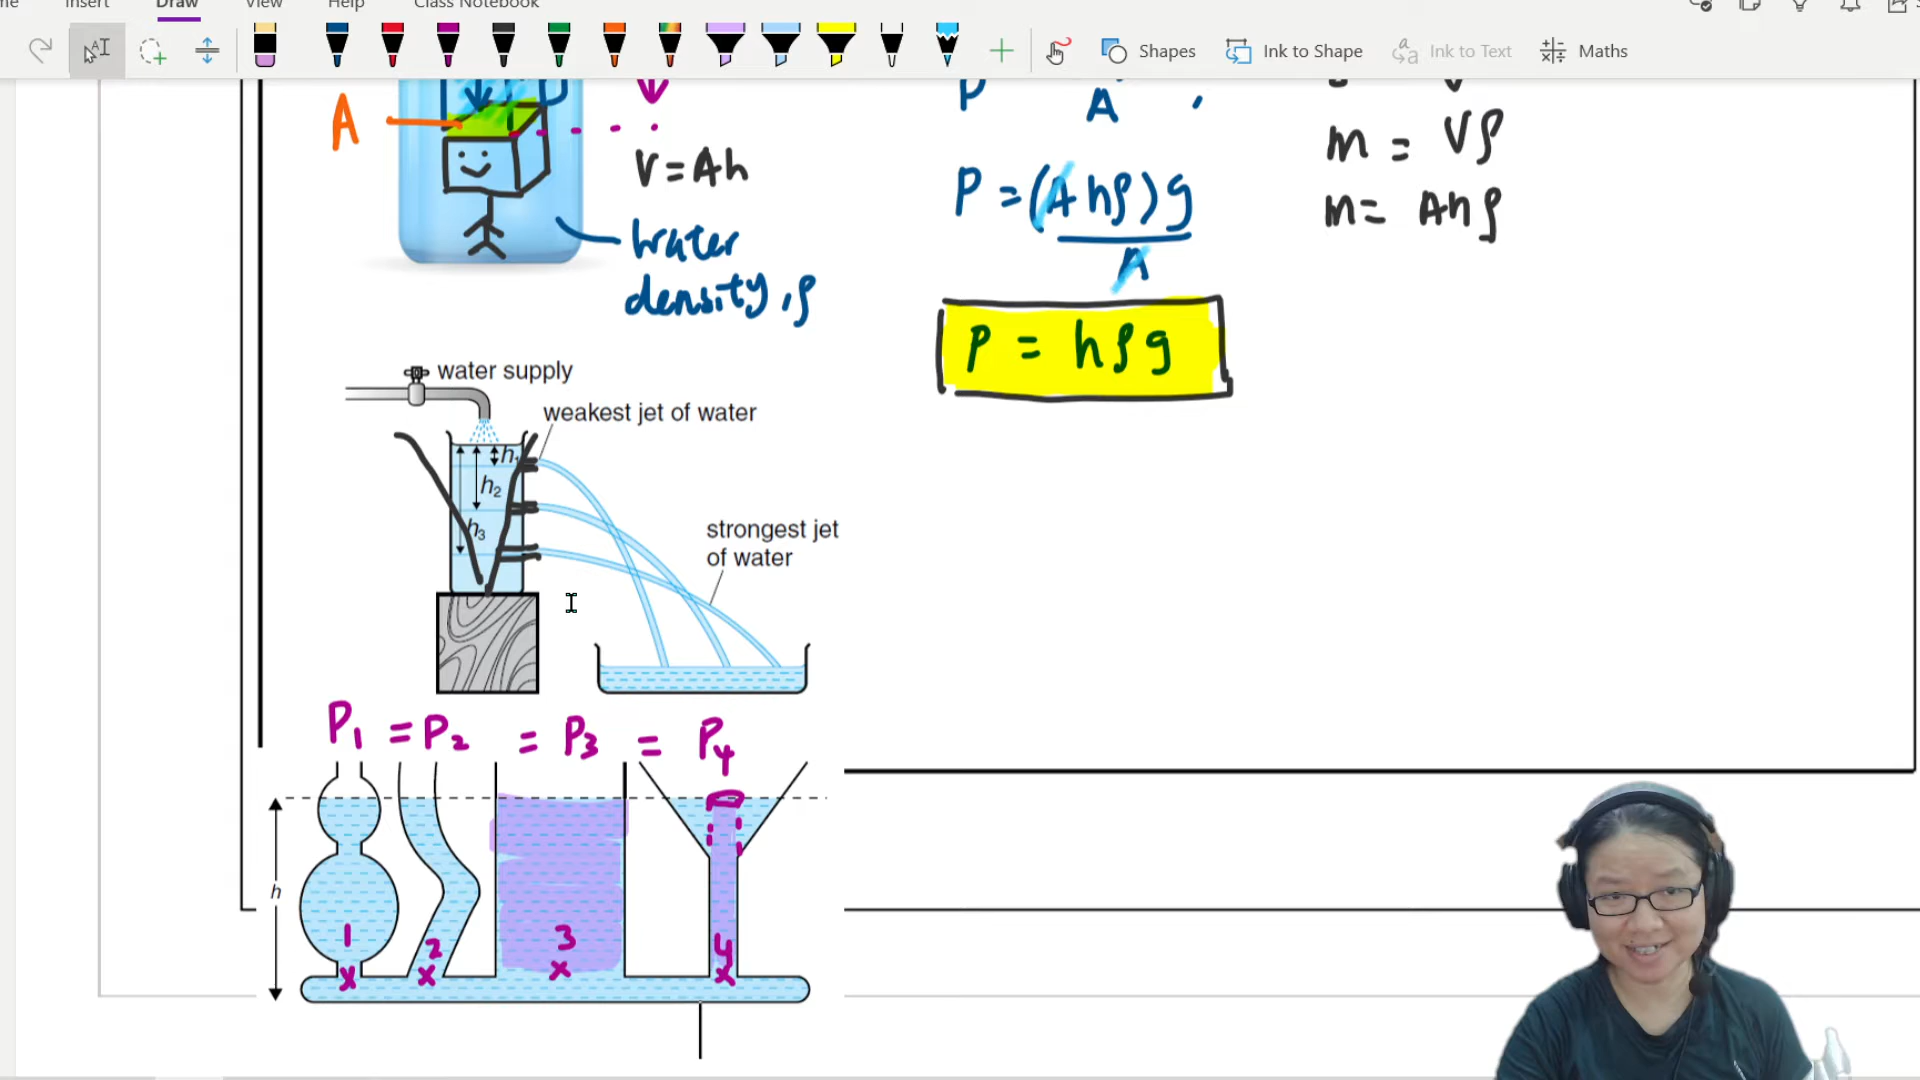 Insert Draw View Help Class Notebook
Shapes Ink to Shape Ink to Text Maths
A
V = Ah
water
density, ρ
P
A
,
P = (Ahρ)g
A
P = hρg
m = Vρ
m = Ahρ
water supply
weakest jet of water
h
h2
h3
strongest jet
of water
P1 = P2 = P3 = P4
h
1
2
3
4
x x x x